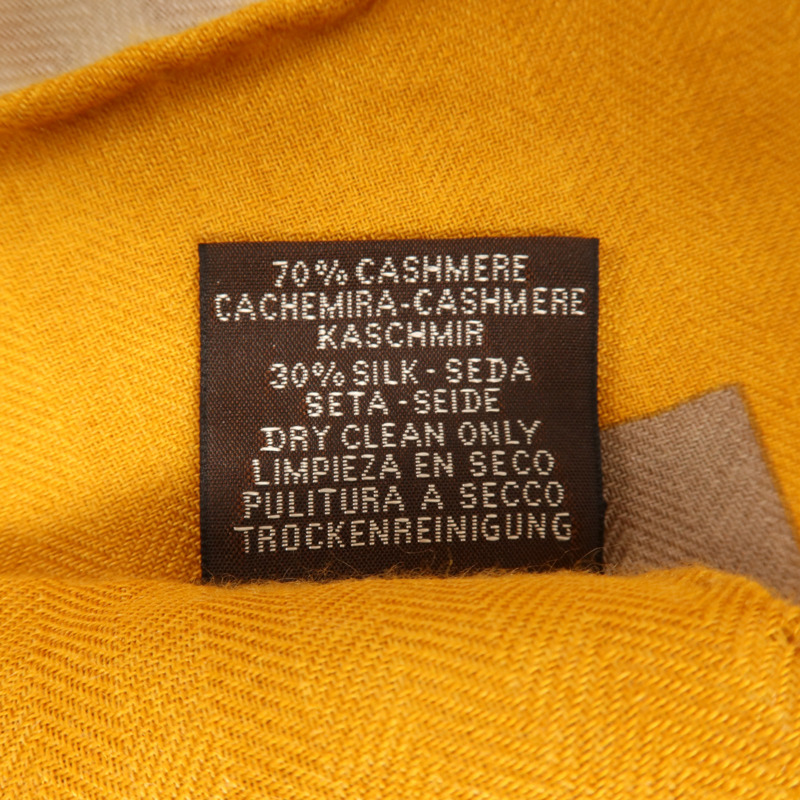 70% CASHMERE
CACHEMIRA-CASHMERE
KASCHMIR
30% SILK - SEDA
SETA - SEIDE
DRY CLEAN ONLY
LIMPIEZA EN SECO
PULITURA A SECCO
TROCKENREINIGUNG